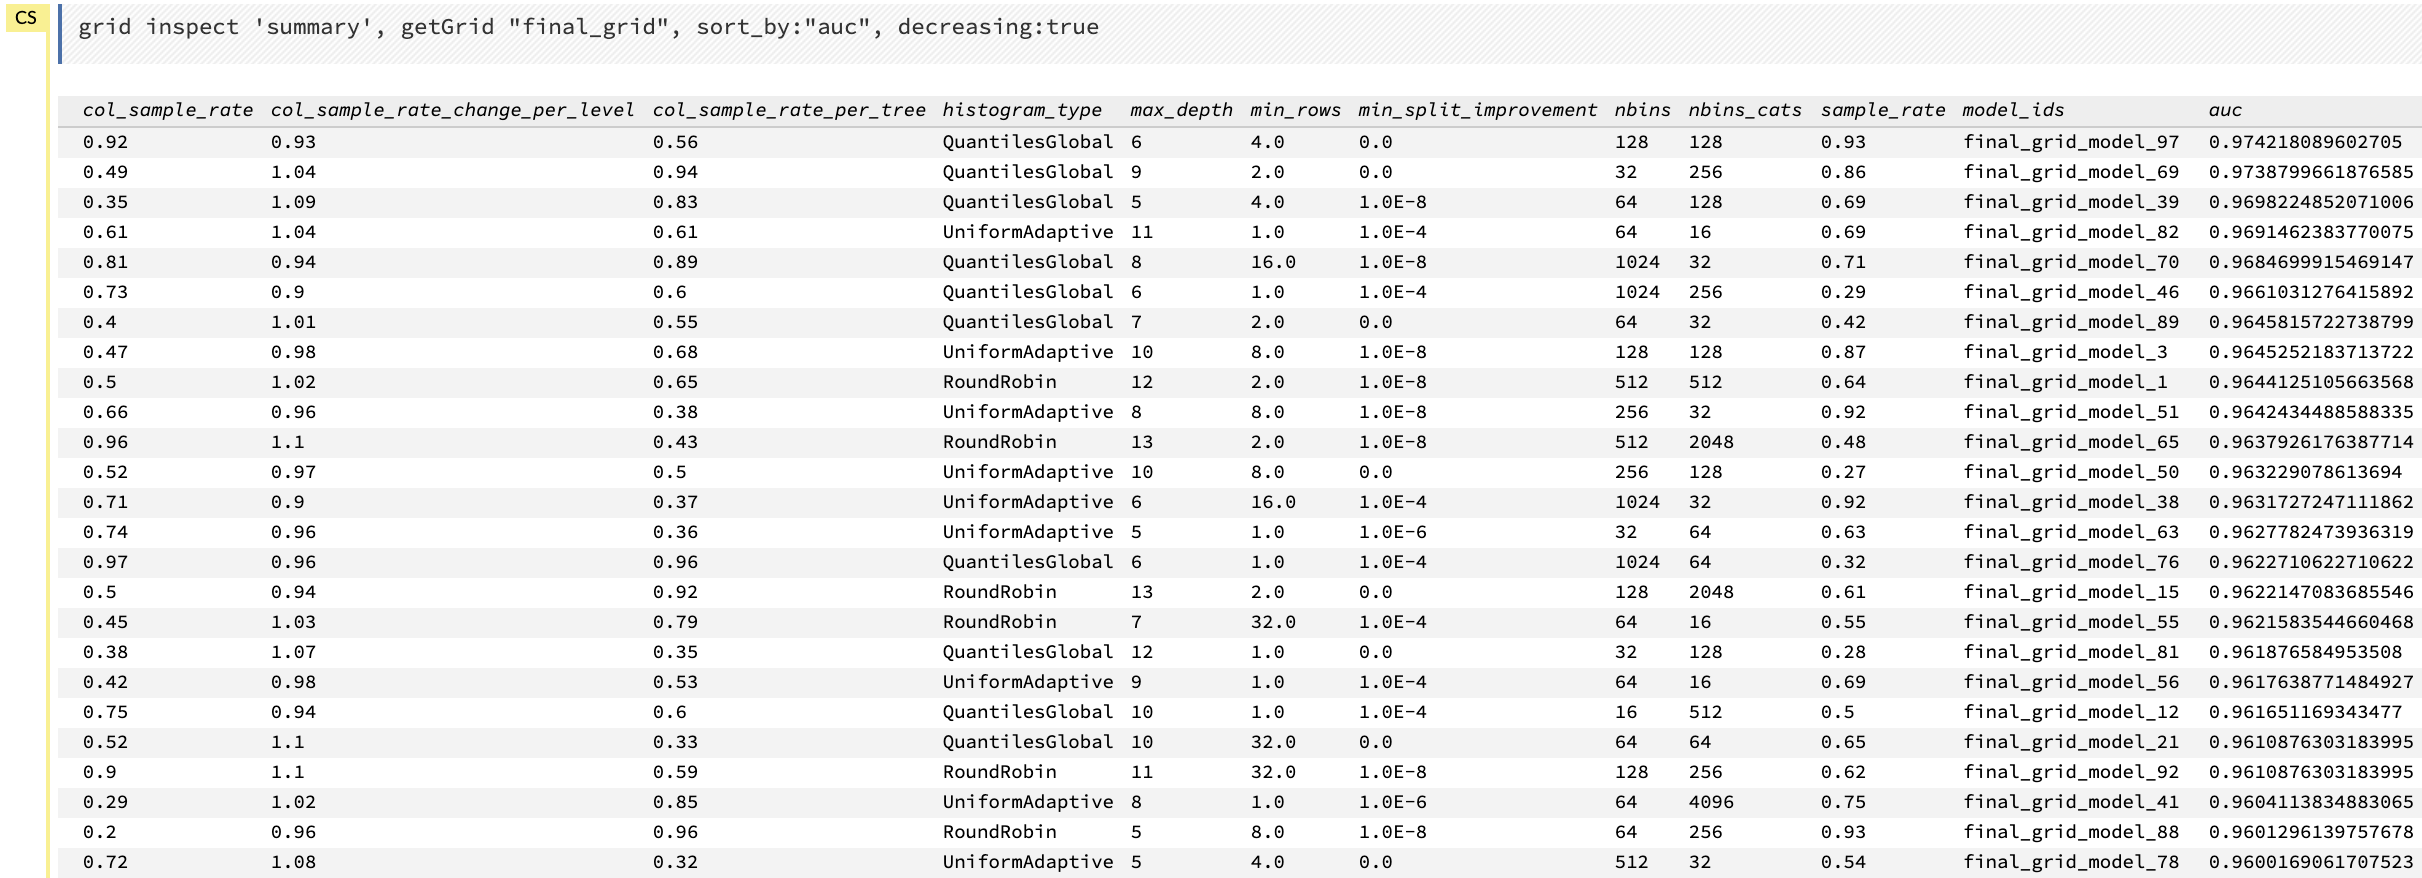 CS
grid inspect 'summary', getGrid "final_grid", sort_by:"auc", decreasing:true
col_sample_rate col_sample_rate_change_per_level col_sample_rate_per_tree histogram_type max_depth min_rows min_split_improvement nbins nbins_cats sample_rate model_ids auc
0.92 0.93 0.56 QuantilesGlobal 6 4.0 0.0 128 128 0.93 final_grid_model_97 0.974218089602705
0.49 1.04 0.94 QuantilesGlobal 9 2.0 0.0 32 256 0.86 final_grid_model_69 0.9738799661876585
0.35 1.09 0.83 QuantilesGlobal 5 4.0 1.0E-8 64 128 0.69 final_grid_model_39 0.9698224852071006
0.61 1.04 0.61 UniformAdaptive 11 1.0 1.0E-4 64 16 0.69 final_grid_model_82 0.9691462383770075
0.81 0.94 0.89 QuantilesGlobal 8 16.0 1.0E-8 1024 32 0.71 final_grid_model_70 0.9684699915469147
0.73 0.9 0.6 QuantilesGlobal 6 1.0 1.0E-4 1024 256 0.29 final_grid_model_46 0.9661031276415892
0.4 1.01 0.55 QuantilesGlobal 7 2.0 0.0 64 32 0.42 final_grid_model_89 0.9645815722738799
0.47 0.98 0.68 UniformAdaptive 10 8.0 1.0E-8 128 128 0.87 final_grid_model_3 0.9645252183713722
0.5 1.02 0.65 RoundRobin 12 2.0 1.0E-8 512 512 0.64 final_grid_model_1 0.9644125105663568
0.66 0.96 0.38 UniformAdaptive 8 8.0 1.0E-8 256 32 0.92 final_grid_model_51 0.9642434488588335
0.96 1.1 0.43 RoundRobin 13 2.0 1.0E-8 512 2048 0.48 final_grid_model_65 0.9637926176387714
0.52 0.97 0.5 UniformAdaptive 10 8.0 0.0 256 128 0.27 final_grid_model_50 0.963229078613694
0.71 0.9 0.37 UniformAdaptive 6 16.0 1.0E-4 1024 32 0.92 final_grid_model_38 0.9631727247111862
0.74 0.96 0.36 UniformAdaptive 5 1.0 1.0E-6 32 64 0.63 final_grid_model_63 0.9627782473936319
0.97 0.96 0.96 QuantilesGlobal 6 1.0 1.0E-4 1024 64 0.32 final_grid_model_76 0.9622710622710622
0.5 0.94 0.92 RoundRobin 13 2.0 0.0 128 2048 0.61 final_grid_model_15 0.9622147083685546
0.45 1.03 0.79 RoundRobin 7 32.0 1.0E-4 64 16 0.55 final_grid_model_55 0.9621583544660468
0.38 1.07 0.35 QuantilesGlobal 12 1.0 0.0 32 128 0.28 final_grid_model_81 0.961876584953508
0.42 0.98 0.53 UniformAdaptive 9 1.0 1.0E-4 64 16 0.69 final_grid_model_56 0.9617638771484927
0.75 0.94 0.6 QuantilesGlobal 10 1.0 1.0E-4 16 512 0.5 final_grid_model_12 0.961651169343477
0.52 1.1 0.33 QuantilesGlobal 10 32.0 0.0 64 64 0.65 final_grid_model_21 0.9610876303183995
0.9 1.1 0.59 RoundRobin 11 32.0 1.0E-8 128 256 0.62 final_grid_model_92 0.9610876303183995
0.29 1.02 0.85 UniformAdaptive 8 1.0 1.0E-6 64 4096 0.75 final_grid_model_41 0.9604113834883065
0.2 0.96 0.96 RoundRobin 5 8.0 1.0E-8 64 256 0.93 final_grid_model_88 0.9601296139757678
0.72 1.08 0.32 UniformAdaptive 5 4.0 0.0 512 32 0.54 final_grid_model_78 0.9600169061707523